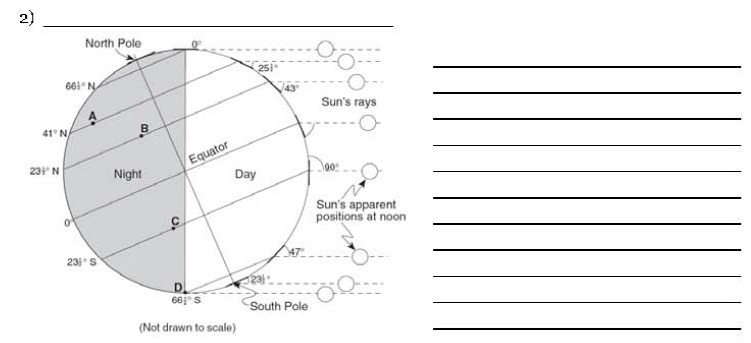 2)
North Pole
0°
66½° N
25½°
43°
Sun's rays
A
41° N
B
Equator
23½° N
Night
Day
90°
Sun's apparent
positions at noon
0°
C
23½° S
47°
D
23½°
66½° S
South Pole
(Not drawn to scale)